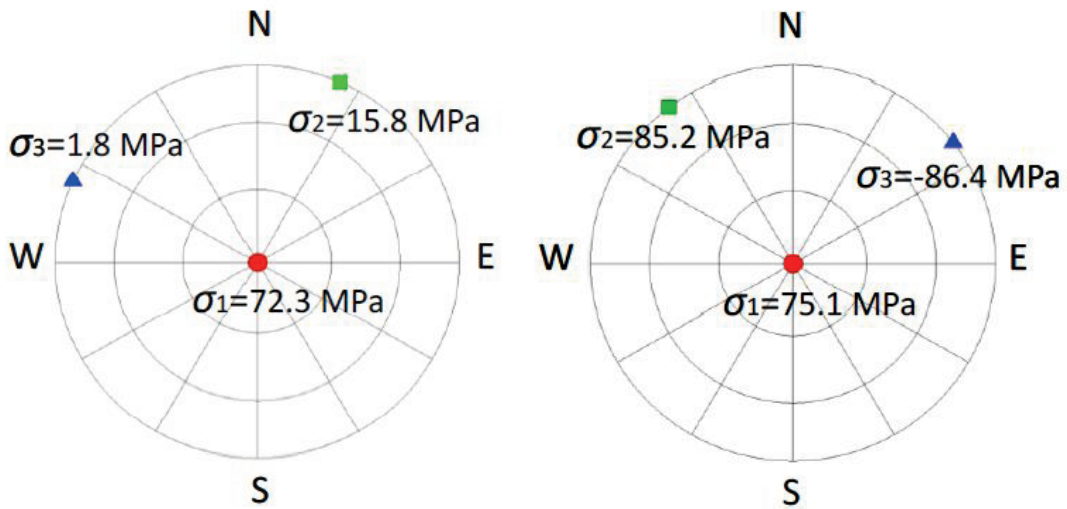 N
σ2=15.8 MPa
σ3=1.8 MPa
W
E
σ1=72.3 MPa
S
N
σ2=85.2 MPa
σ3=-86.4 MPa
W
E
σ1=75.1 MPa
S